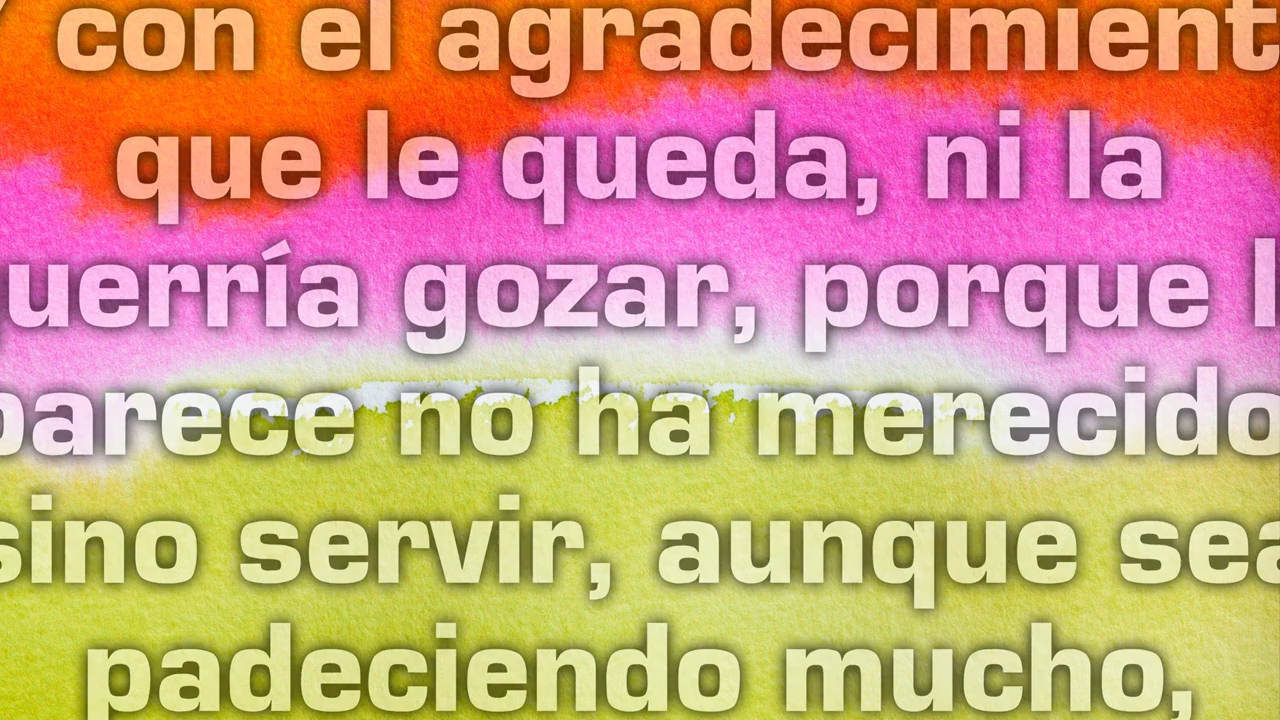 con el agradecimient
que le queda, ni la
uerría gozar, porque l
parece no ha merecido
sino servir, aunque sea
padeciendo mucho,